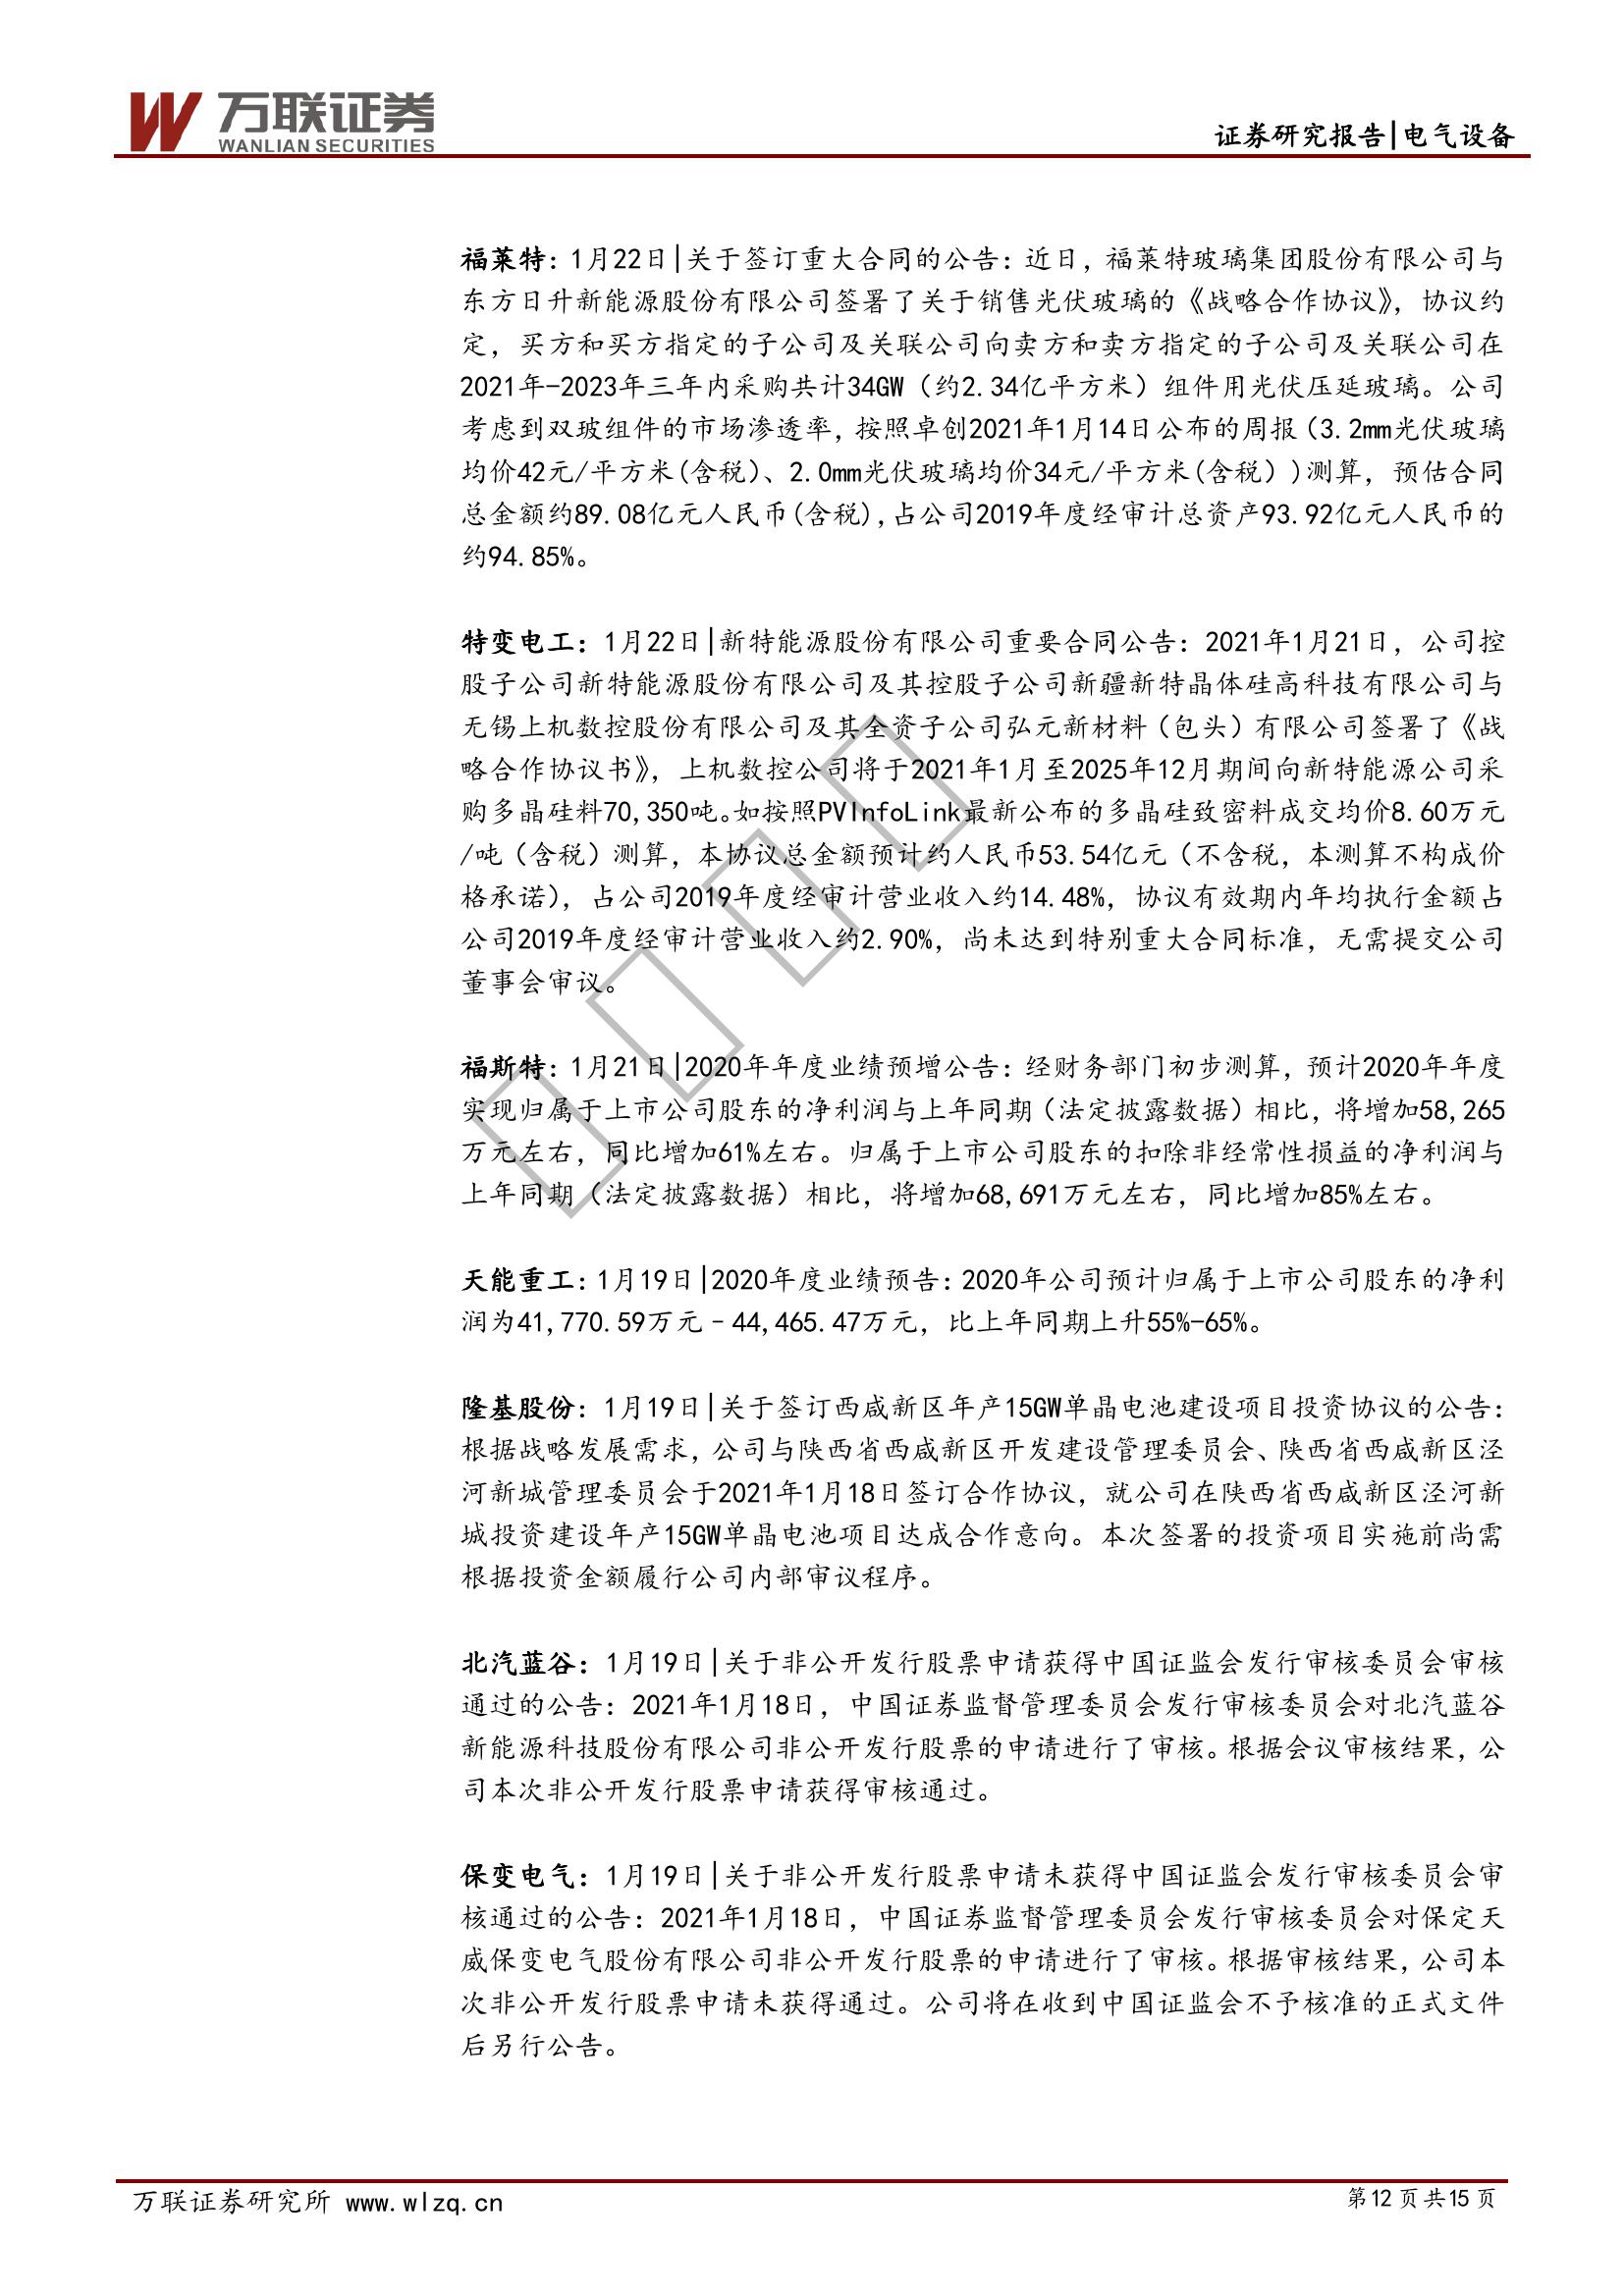 万联证券
WANLIAN SECURITIES
证券研究报告|电气设备
福莱特：1月22日|关于签订重大合同的公告：近日，福莱特玻璃集团股份有限公司与
东方日升新能源股份有限公司签署了关于销售光伏玻璃的《战略合作协议》，协议约
定，买方和买方指定的子公司及关联公司向卖方和卖方指定的子公司及关联公司在
2021年-2023年三年内采购共计34GW（约2.34亿平方米）组件用光伏压延玻璃。公司
考虑到双玻组件的市场渗透率，按照卓创2021年1月14日公布的周报（3.2mm光伏玻璃
均价42元/平方米(含税)、2.0mm光伏玻璃均价34元/平方米(含税））测算，预估合同
总金额约89.08亿元人民币(含税),占公司2019年度经审计总资产93.92亿元人民币的
约94.85%。
特变电工：1月22日|新特能源股份有限公司重要合同公告：2021年1月21日，公司控
股子公司新特能源股份有限公司及其控股子公司新疆新特晶体硅高科技有限公司与
无锡上机数控股份有限公司及其全资子公司弘元新材料（包头）有限公司签署了《战
略合作协议书》，上机数控公司将于2021年1月至2025年12月期间向新特能源公司采
购多晶硅料70,350吨。如按照PVInfoLink最新公布的多晶硅致密料成交均价8.60万元
/吨（含税）测算，本协议总金额预计约人民币53.54亿元（不含税，本测算不构成价
格承诺），占公司2019年度经审计营业收入约14.48%，协议有效期内年均执行金额占
公司2019年度经审计营业收入约2.90%，尚未达到特别重大合同标准，无需提交公司
董事会审议。
福斯特：1月21日|2020年年度业绩预增公告：经财务部门初步测算，预计2020年年度
实现归属于上市公司股东的净利润与上年同期（法定披露数据）相比，将增加58,265
万元左右，同比增加61%左右。归属于上市公司股东的扣除非经常性损益的净利润与
上年同期（法定披露数据）相比，将增加68,691万元左右，同比增加85%左右。
天能重工：1月19日|2020年度业绩预告：2020年公司预计归属于上市公司股东的净利
润为41,770.59万元–44,465.47万元，比上年同期上升55%-65%。
隆基股份：1月19日|关于签订西咸新区年产15GW单晶电池建设项目投资协议的公告：
根据战略发展需求，公司与陕西省西咸新区开发建设管理委员会、陕西省西咸新区泾
河新城管理委员会于2021年1月18日签订合作协议，就公司在陕西省西咸新区泾河新
城投资建设年产15GW单晶电池项目达成合作意向。本次签署的投资项目实施前尚需
根据投资金额履行公司内部审议程序。
北汽蓝谷：1月19日|关于非公开发行股票申请获得中国证监会发行审核委员会审核
通过的公告：2021年1月18日，中国证券监督管理委员会发行审核委员会对北汽蓝谷
新能源科技股份有限公司非公开发行股票的申请进行了审核。根据会议审核结果，公
司本次非公开发行股票申请获得审核通过。
保变电气：1月19日|关于非公开发行股票申请未获得中国证监会发行审核委员会审
核通过的公告：2021年1月18日，中国证券监督管理委员会发行审核委员会对保定天
威保变电气股份有限公司非公开发行股票的申请进行了审核。根据审核结果，公司本
次非公开发行股票申请未获得通过。公司将在收到中国证监会不予核准的正式文件
后另行公告。
万联证券研究所 www.wlzq.cn
第12页共15页